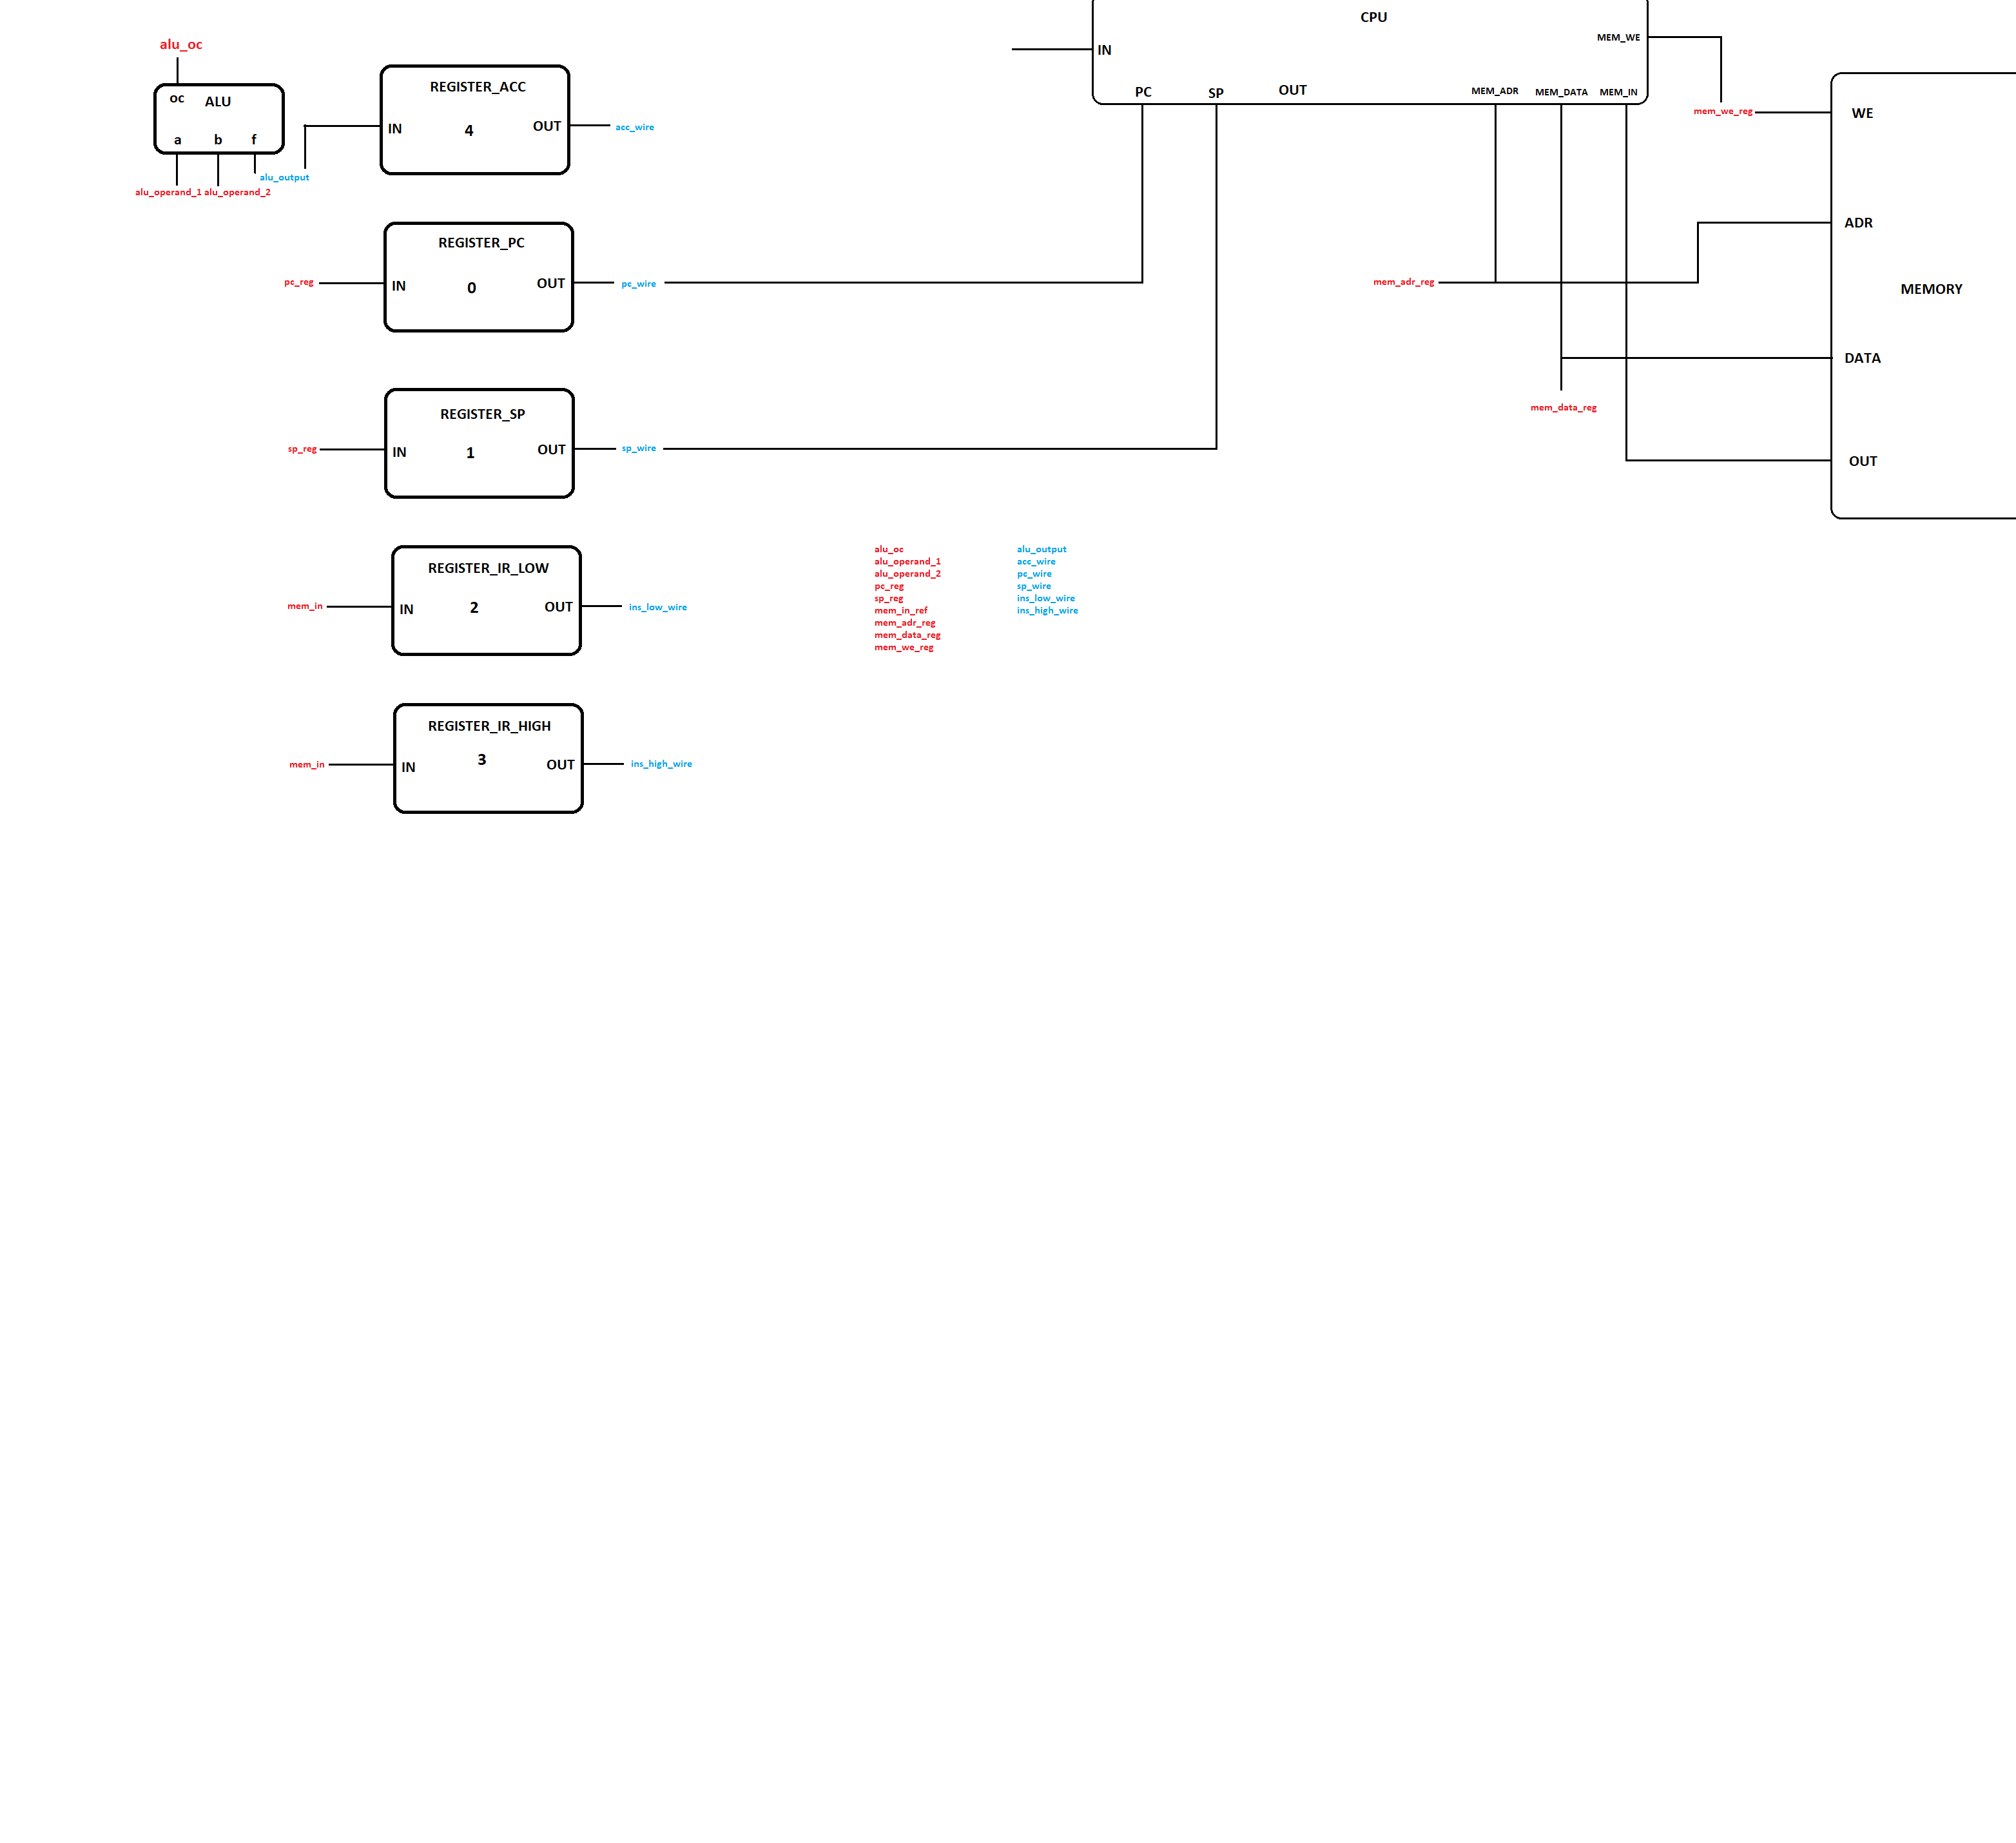 alu_oc
oc ALU
a b f
alu_output
alu_operand_1 alu_operand_2
REGISTER_ACC
IN 4 OUT acc_wire
REGISTER_PC
pc_reg IN 0 OUT pc_wire
REGISTER_SP
sp_reg IN 1 OUT sp_wire
REGISTER_IR_LOW
mem_in IN 2 OUT ins_low_wire
REGISTER_IR_HIGH
mem_in IN 3 OUT ins_high_wire
CPU
MEM_WE
IN
PC SP OUT MEM_ADR MEM_DATA MEM_IN
mem_we_reg WE
ADR
mem_adr_reg MEMORY
DATA
mem_data_reg
OUT
alu_oc alu_output
alu_operand_1 acc_wire
alu_operand_2 pc_wire
pc_reg sp_wire
sp_reg ins_low_wire
mem_in_ref ins_high_wire
mem_adr_reg
mem_data_reg
mem_we_reg